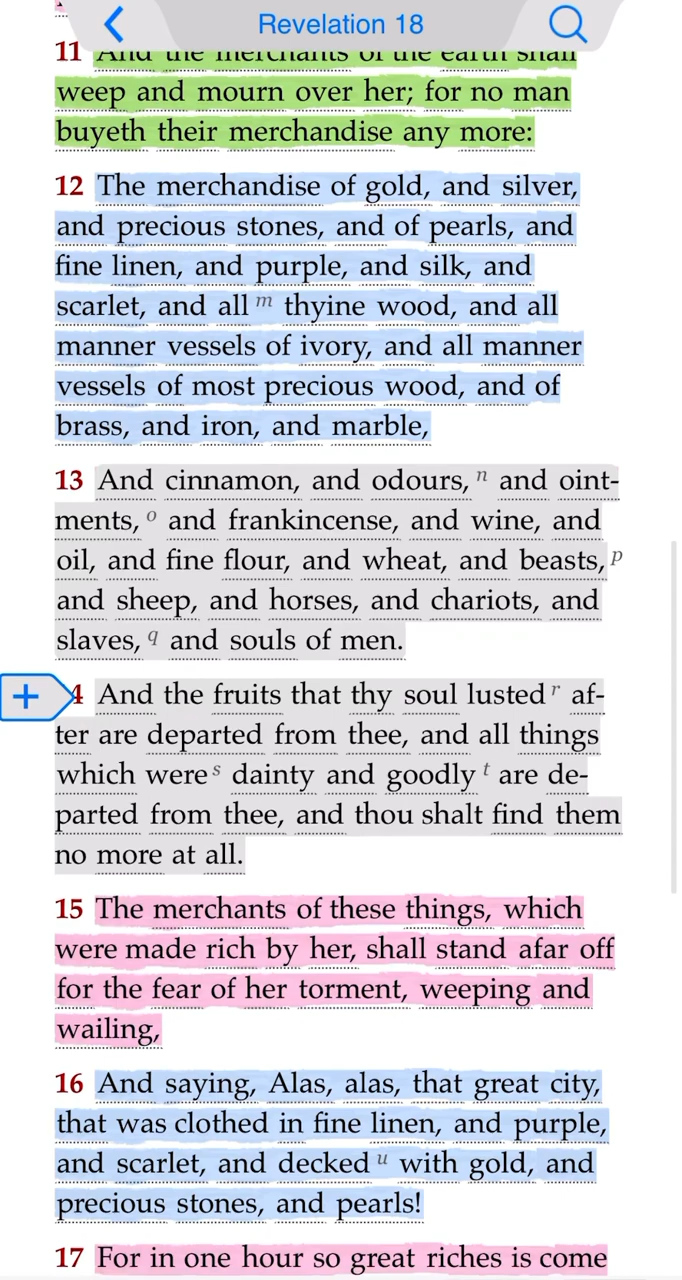 Revelation 18
11 And the merchants of the earth shall
weep and mourn over her; for no man
buyeth their merchandise any more:
12 The merchandise of gold, and silver,
and precious stones, and of pearls, and
fine linen, and purple, and silk, and
scarlet, and all m thyine wood, and all
manner vessels of ivory, and all manner
vessels of most precious wood, and of
brass, and iron, and marble,
13 And cinnamon, and odours, n and oint-
ments, o and frankincense, and wine, and
oil, and fine flour, and wheat, and beasts, p
and sheep, and horses, and chariots, and
slaves, q and souls of men.
+ 4 And the fruits that thy soul lusted r af-
ter are departed from thee, and all things
which were s dainty and goodly t are de-
parted from thee, and thou shalt find them
no more at all.
15 The merchants of these things, which
were made rich by her, shall stand afar off
for the fear of her torment, weeping and
wailing,
16 And saying, Alas, alas, that great city,
that was clothed in fine linen, and purple,
and scarlet, and decked u with gold, and
precious stones, and pearls!
17 For in one hour so great riches is come